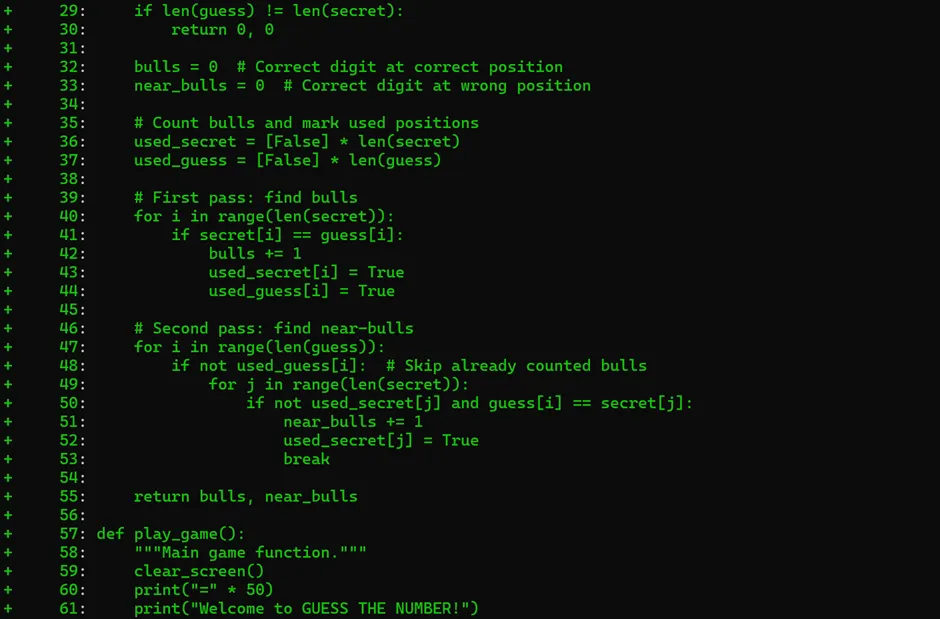 +     29:     if len(guess) != len(secret):
+     30:         return 0, 0
+     31:
+     32:     bulls = 0  # Correct digit at correct position
+     33:     near_bulls = 0  # Correct digit at wrong position
+     34:
+     35:     # Count bulls and mark used positions
+     36:     used_secret = [False] * len(secret)
+     37:     used_guess = [False] * len(guess)
+     38:
+     39:     # First pass: find bulls
+     40:     for i in range(len(secret)):
+     41:         if secret[i] == guess[i]:
+     42:             bulls += 1
+     43:             used_secret[i] = True
+     44:             used_guess[i] = True
+     45:
+     46:     # Second pass: find near-bulls
+     47:     for i in range(len(guess)):
+     48:         if not used_guess[i]:  # Skip already counted bulls
+     49:             for j in range(len(secret)):
+     50:                 if not used_secret[j] and guess[i] == secret[j]:
+     51:                     near_bulls += 1
+     52:                     used_secret[j] = True
+     53:                     break
+     54:
+     55:     return bulls, near_bulls
+     56:
+     57: def play_game():
+     58:     """Main game function."""
+     59:     clear_screen()
+     60:     print("=" * 50)
+     61:     print("Welcome to GUESS THE NUMBER!")